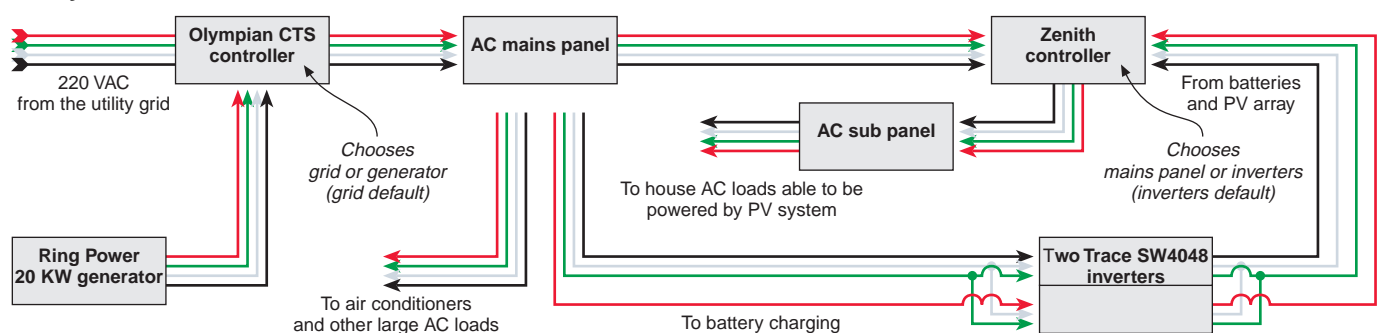 Olympian CTS
controller
AC mains panel
Zenith
controller
220 VAC
from the utility grid
From batteries
and PV array
AC sub panel
Chooses
grid or generator
(grid default)
Chooses
mains panel or inverters
(inverters default)
To house AC loads able to be
powered by PV system
Ring Power
20 KW generator
Two Trace SW4048
inverters
To air conditioners
and other large AC loads
To battery charging